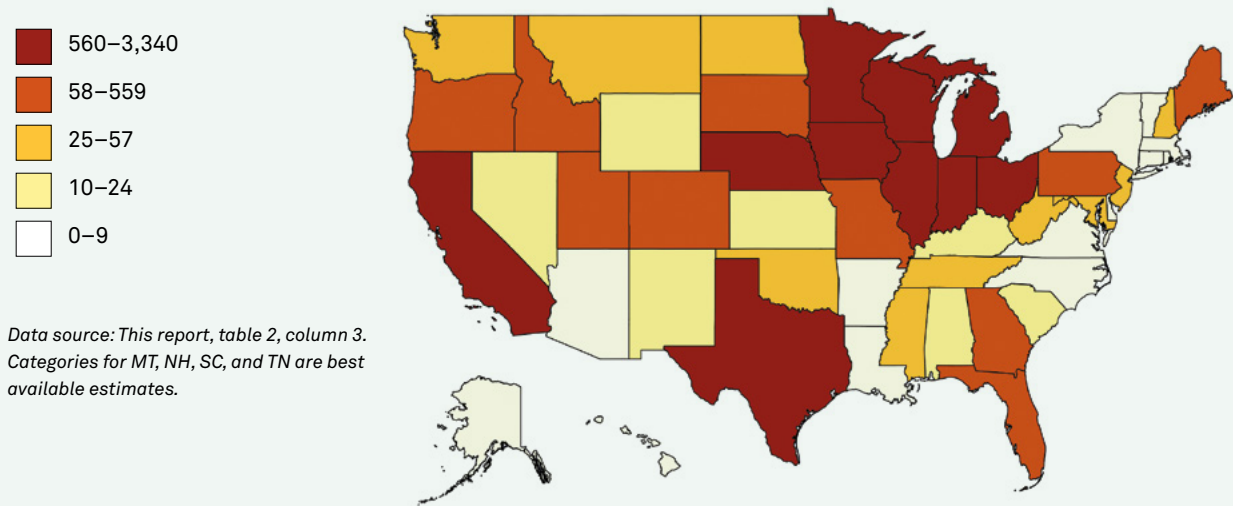 560–3,340
58–559
25–57
10–24
0–9
Data source: This report, table 2, column 3.
Categories for MT, NH, SC, and TN are best
available estimates.